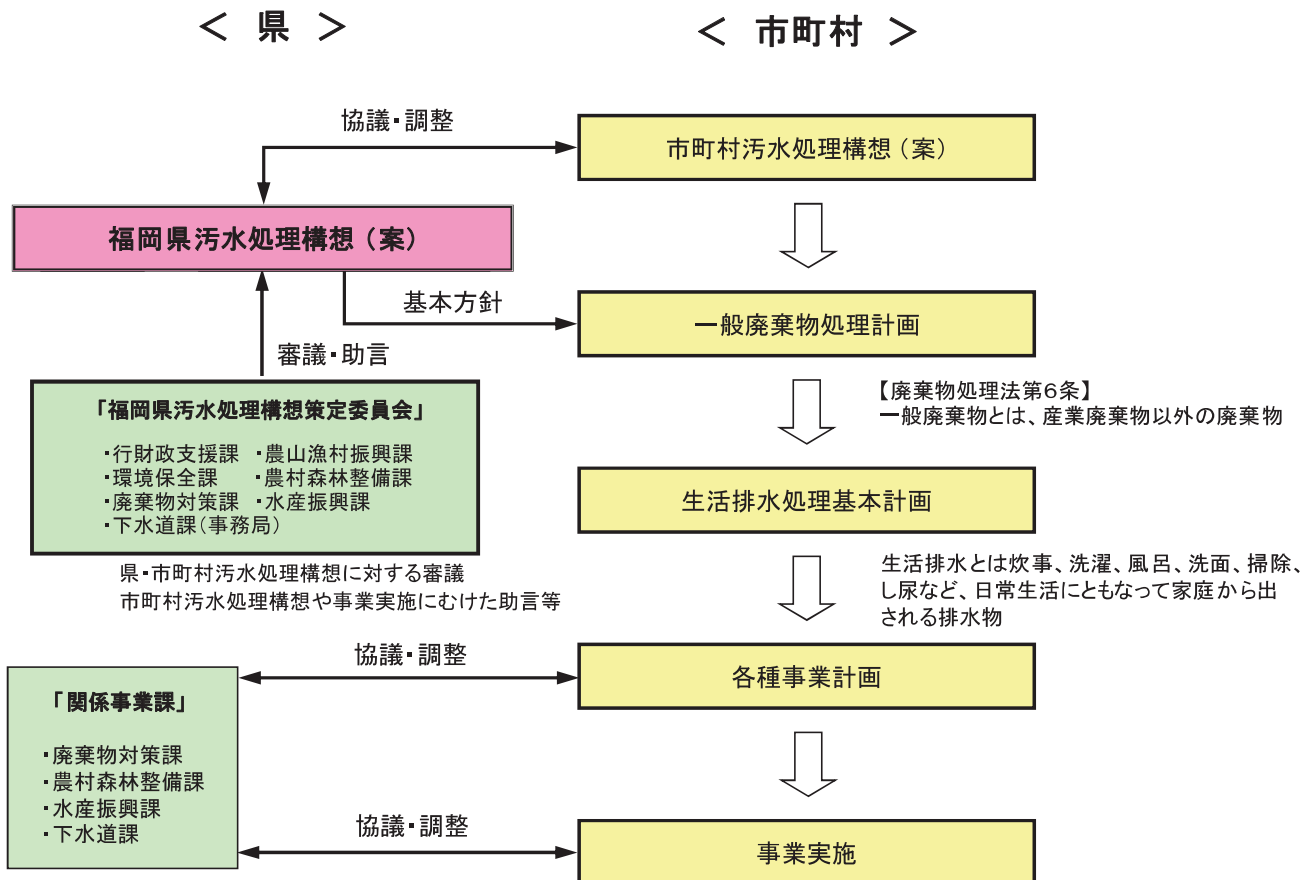 ＜ 県 ＞
＜ 市町村 ＞
協議・調整
市町村汚水処理構想（案）
福岡県汚水処理構想（案）
基本方針
一般廃棄物処理計画
審議・助言
【廃棄物処理法第６条】
一般廃棄物とは、産業廃棄物以外の廃棄物
「福岡県汚水処理構想策定委員会」
・行財政支援課 ・農山漁村振興課
・環境保全課 ・農村森林整備課
・廃棄物対策課 ・水産振興課
・下水道課（事務局）
生活排水処理基本計画
県・市町村汚水処理構想に対する審議
市町村汚水処理構想や事業実施にむけた助言等
生活排水とは炊事、洗濯、風呂、洗面、掃除、
し尿など、日常生活にともなって家庭から出
される排水物
協議・調整
各種事業計画
「関係事業課」
・廃棄物対策課
・農村森林整備課
・水産振興課
・下水道課
協議・調整
事業実施